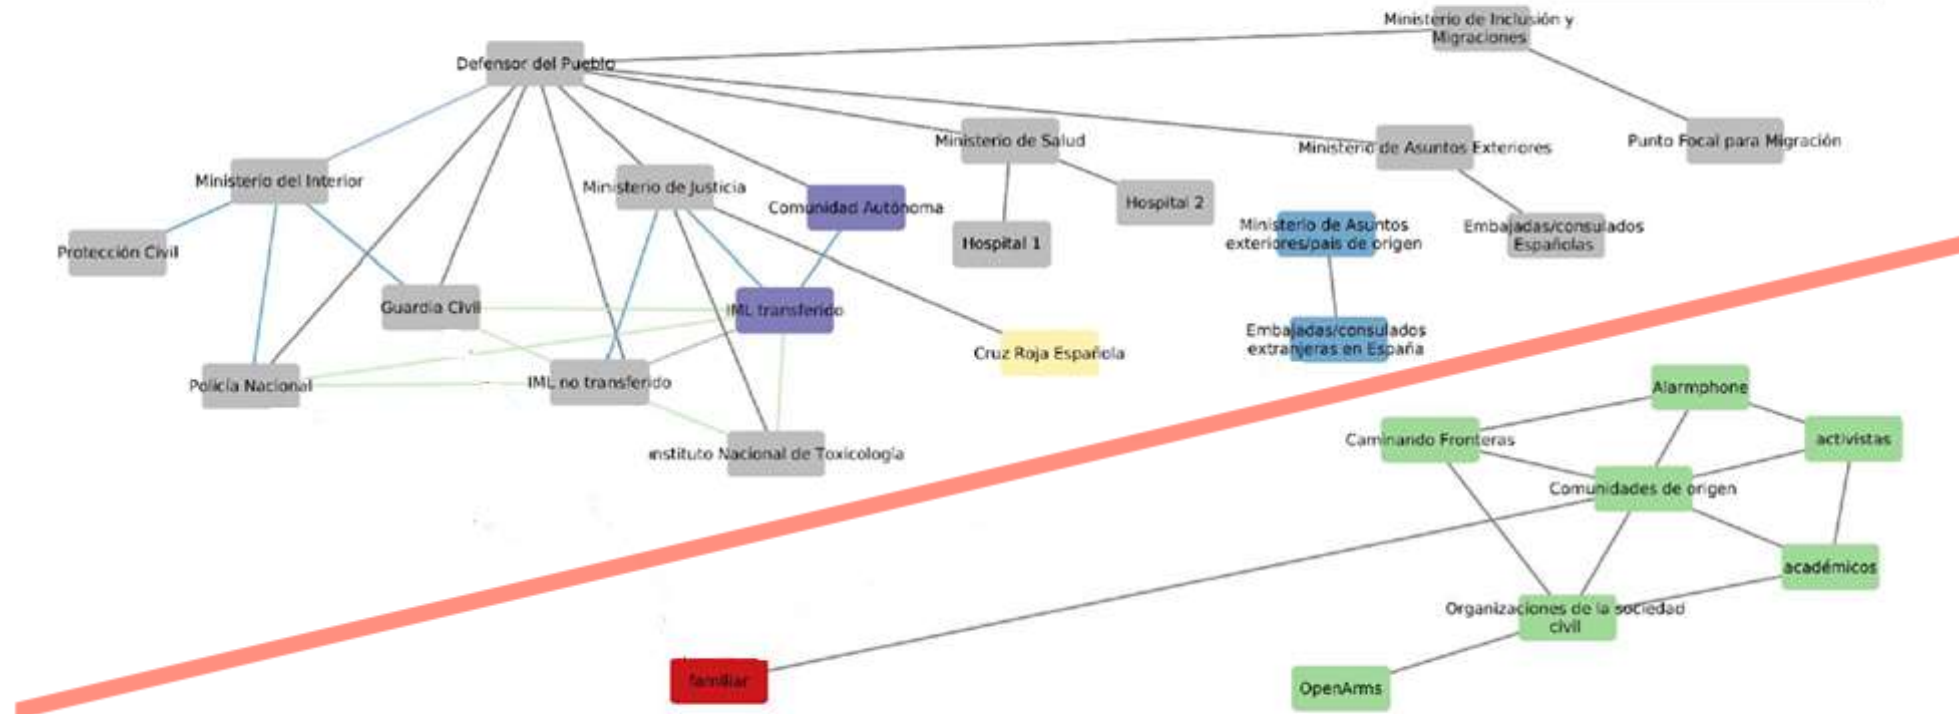 Ministerio de Inclusión y
Migraciones
Defensor del Pueblo
Ministerio de Salud
Punto Focal para Migración
Ministerio de Asuntos Exteriores
Ministerio del Interior
Ministerio de Justicia
Comunidad Autónoma
Hospital 2
Ministerio de Asuntos
exteriores/pais de origen
Embajadas/consulados
Españolas
Protección Civil
Hospital 1
Guardia Civil
IML transferido
Embajadas/consulados
extranjeras en España
Cruz Roja Española
Policía Nacional
IML no transferido
Alarmphone
Caminando Fronteras
activistas
Instituto Nacional de Toxicología
Comunidades de origen
académicos
Organizaciones de la sociedad
civil
familiar
OpenArms